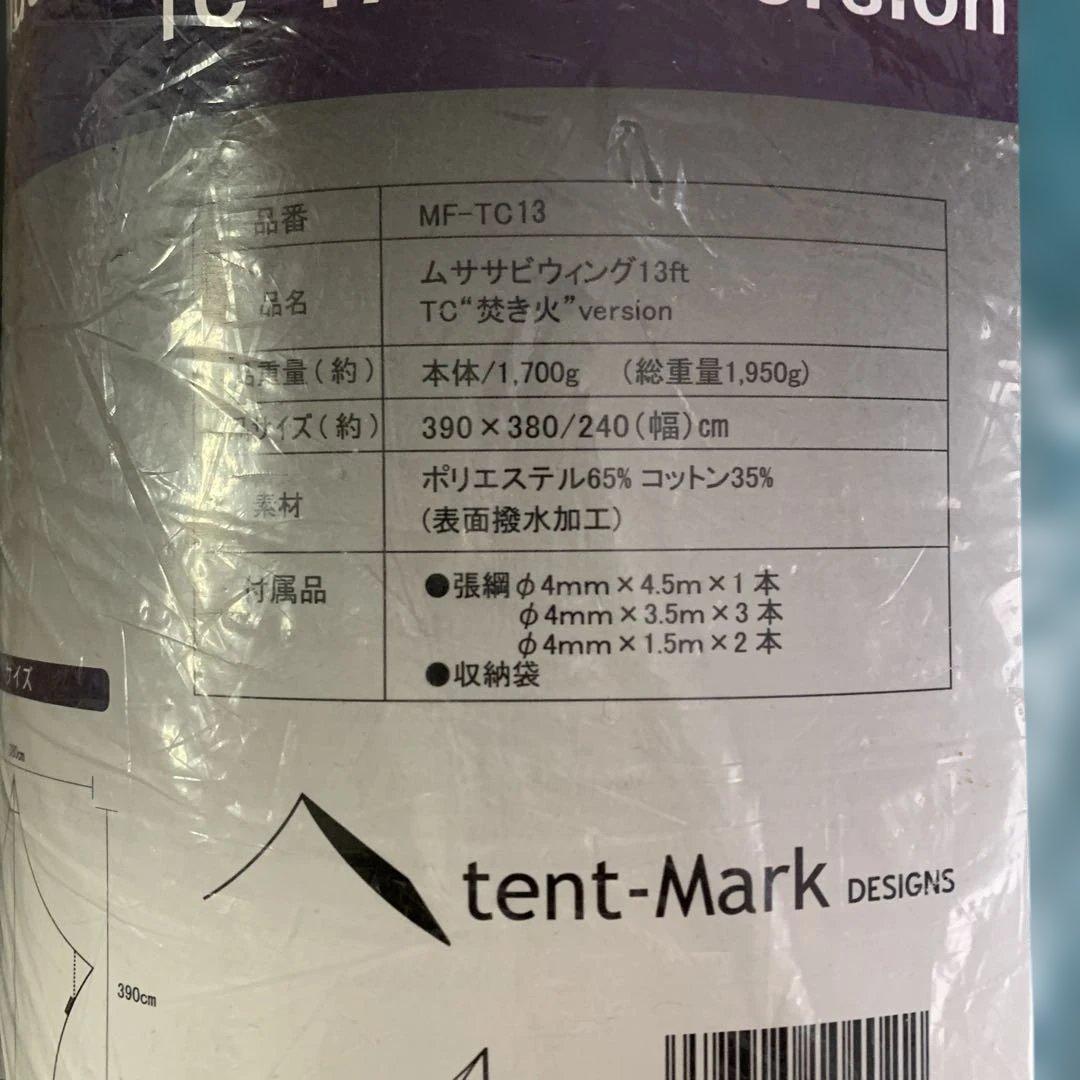 TC
version
品番 MF-TC13
品名 ムササビウィング13ft
TC“焚き火”version
重量(約) 本体/1,700g (総重量1,950g)
サイズ(約) 390×380/240(幅)cm
素材 ポリエステル65% コットン35%
(表面撥水加工)
付属品 ●張綱φ4mm×4.5m×1本
φ4mm×3.5m×3本
φ4mm×1.5m×2本
●収納袋
サイズ
390cm
tent-Mark DESIGNS